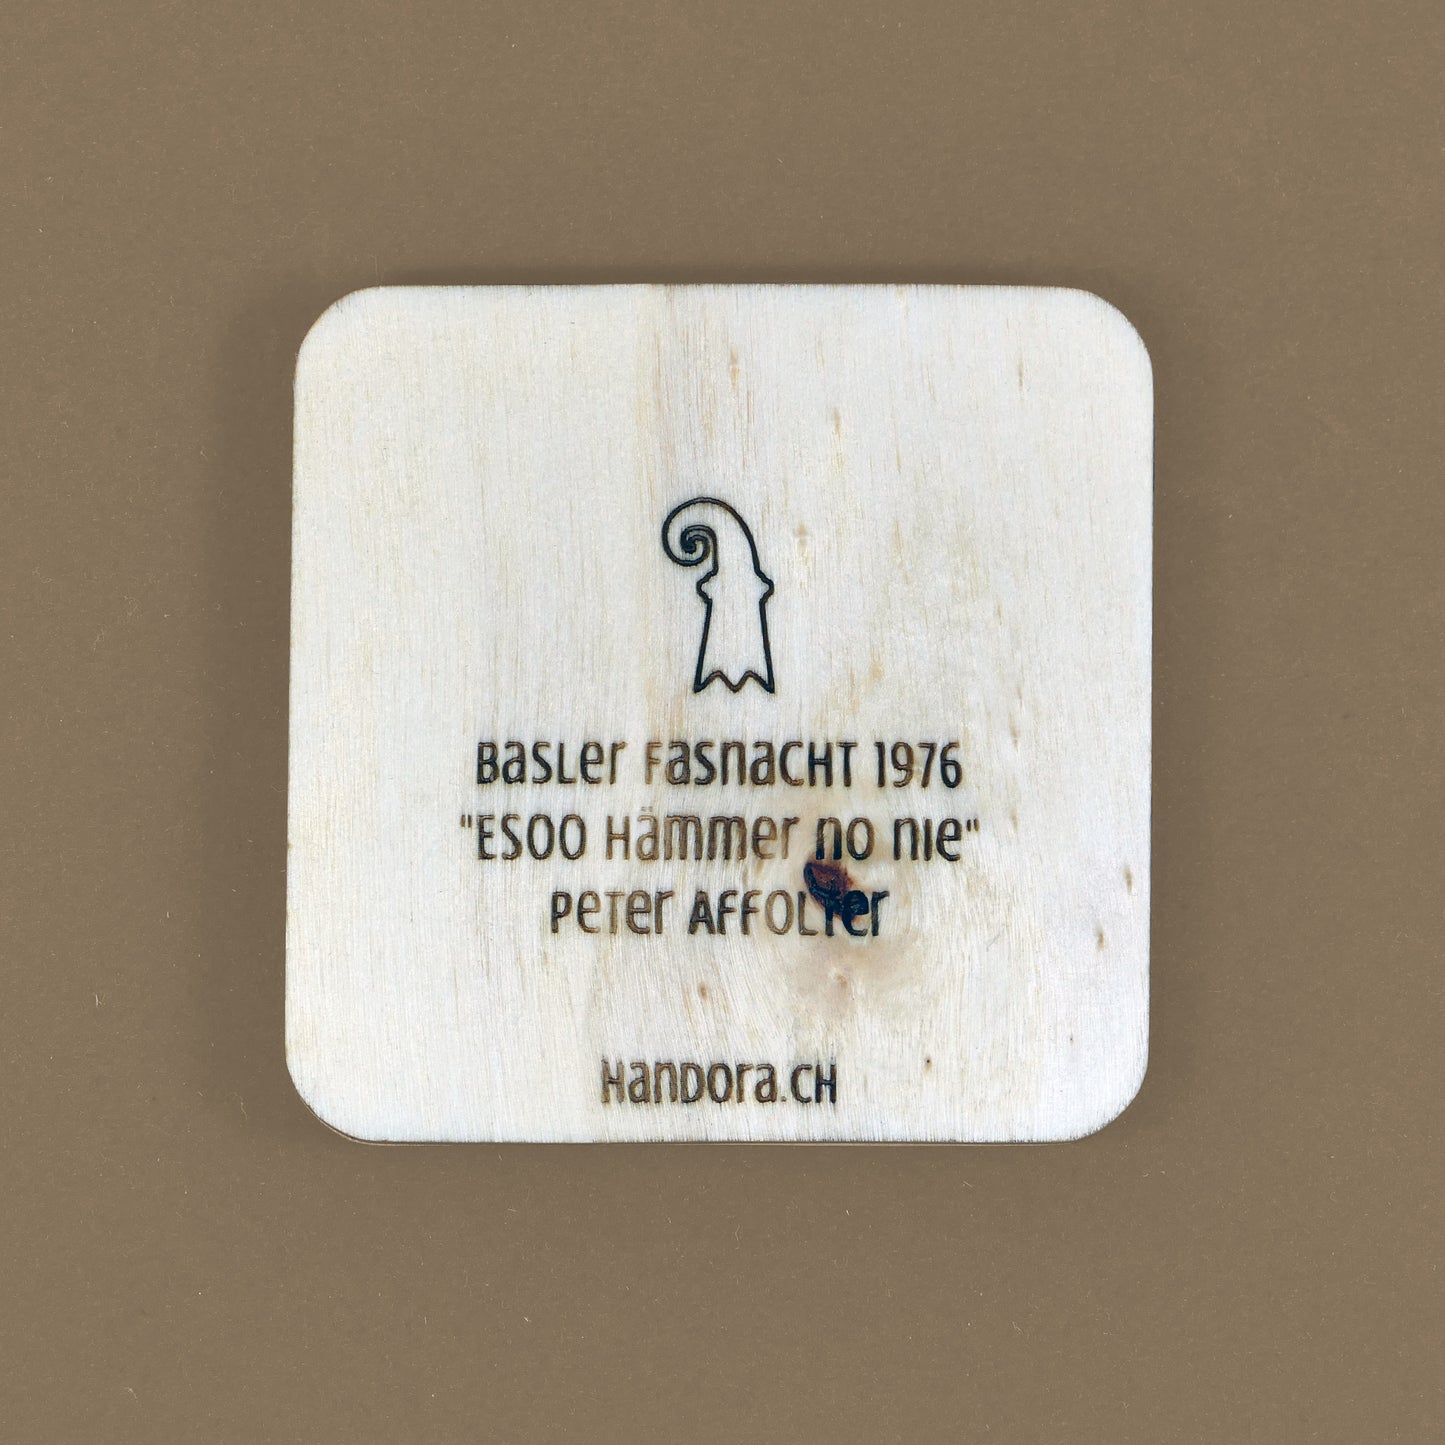 Basler Fasnacht 1976
"Esoo Hämmer no nie"
Peter Affolter
Handora.ch